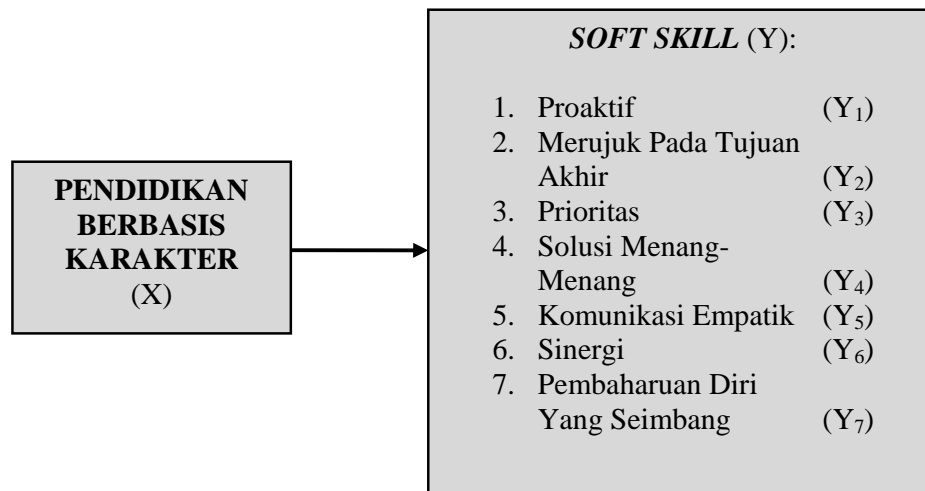 PENDIDIKAN
BERBASIS
KARAKTER
(X)
SOFT SKILL (Y):
1. Proaktif (Y₁)
2. Merujuk Pada Tujuan
Akhir (Y₂)
3. Prioritas (Y₃)
4. Solusi Menang-
Menang (Y₄)
5. Komunikasi Empatik (Y₅)
6. Sinergi (Y₆)
7. Pembaharuan Diri
Yang Seimbang (Y₇)